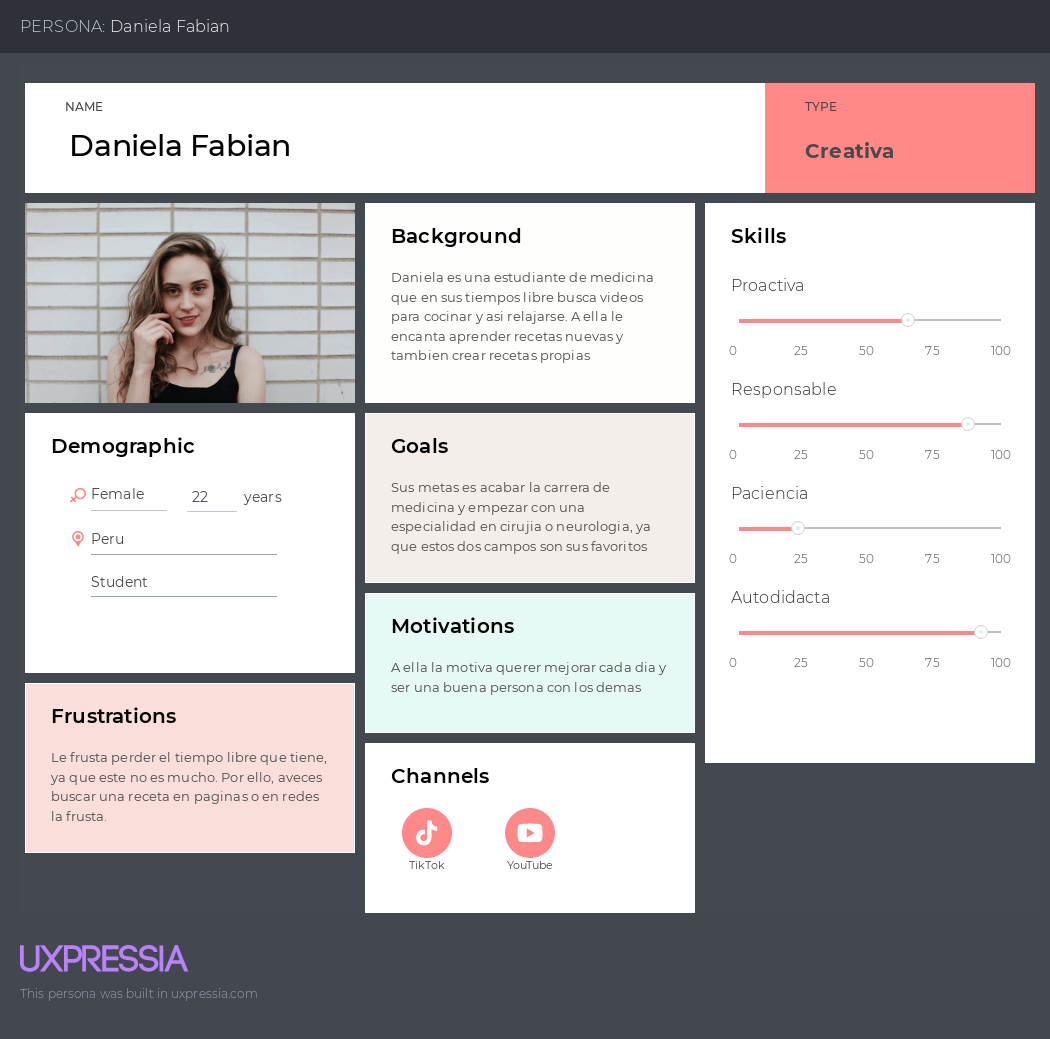 PERSONA: Daniela Fabian
NAME
Daniela Fabian
TYPE
Creativa
Demographic
Female
22 years
Peru
Student
Frustrations
Le frusta perder el tiempo libre que tiene,
ya que este no es mucho. Por ello, aveces
buscar una receta en paginas o en redes
la frusta.
Background
Daniela es una estudiante de medicina
que en sus tiempos libre busca videos
para cocinar y asi relajarse. A ella le
encanta aprender recetas nuevas y
tambien crear recetas propias
Goals
Sus metas es acabar la carrera de
medicina y empezar con una
especialidad en cirujia o neurologia, ya
que estos dos campos son sus favoritos
Motivations
A ella la motiva querer mejorar cada dia y
ser una buena persona con los demas
Channels
TikTok YouTube
Skills
Proactiva
0 25 50 75 100
Responsable
0 25 50 75 100
Paciencia
0 25 50 75 100
Autodidacta
0 25 50 75 100
UXPRESSIA
This persona was built in uxpressia.com